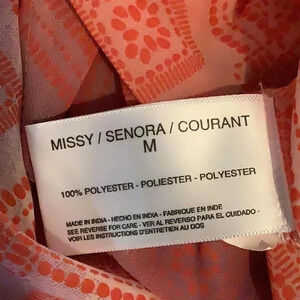 MISSY / SENORA / COURANT
M
100% POLYESTER - POLIESTER - POLYESTER
MADE IN INDIA - HECHO EN INDIA - FABRIQUE EN INDE
SEE REVERSE FOR CARE - VER AL REVERSO PARA EL CUIDADO -
VOIR LES INSTRUCTIONS D'ENTRETIEN AU DOS